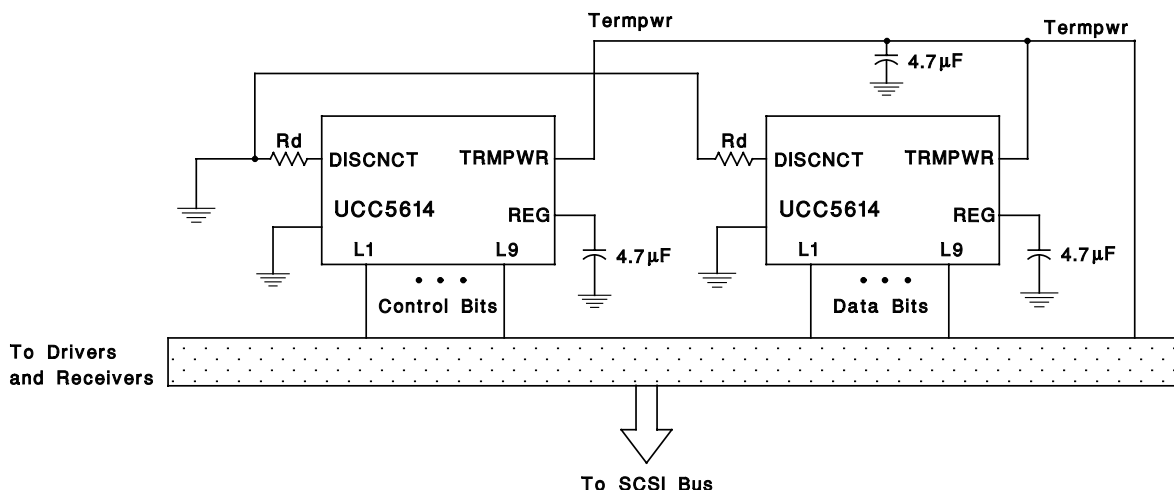 Termpwr
Termpwr
4.7µF
Rd
DISCNCT
TRMPWR
UCC5614
REG
L1
L9
4.7µF
• • •
Control Bits
Rd
DISCNCT
TRMPWR
UCC5614
REG
L1
L9
4.7µF
• • •
Data Bits
To Drivers
and Receivers
To SCSI Bus